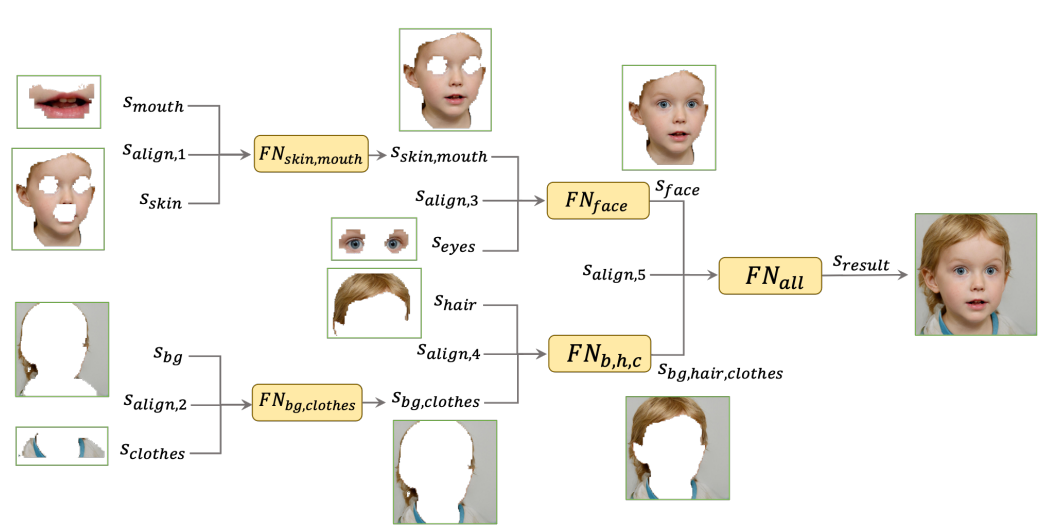 s_mouth
s_align,1
s_skin
FN_skin,mouth
s_skin,mouth
s_align,3
s_eyes
FN_face
s_face
s_align,5
FN_all
s_result
s_hair
s_align,4
FN_b,h,c
s_bg,hair,clothes
s_bg
s_align,2
s_clothes
FN_bg,clothes
s_bg,clothes